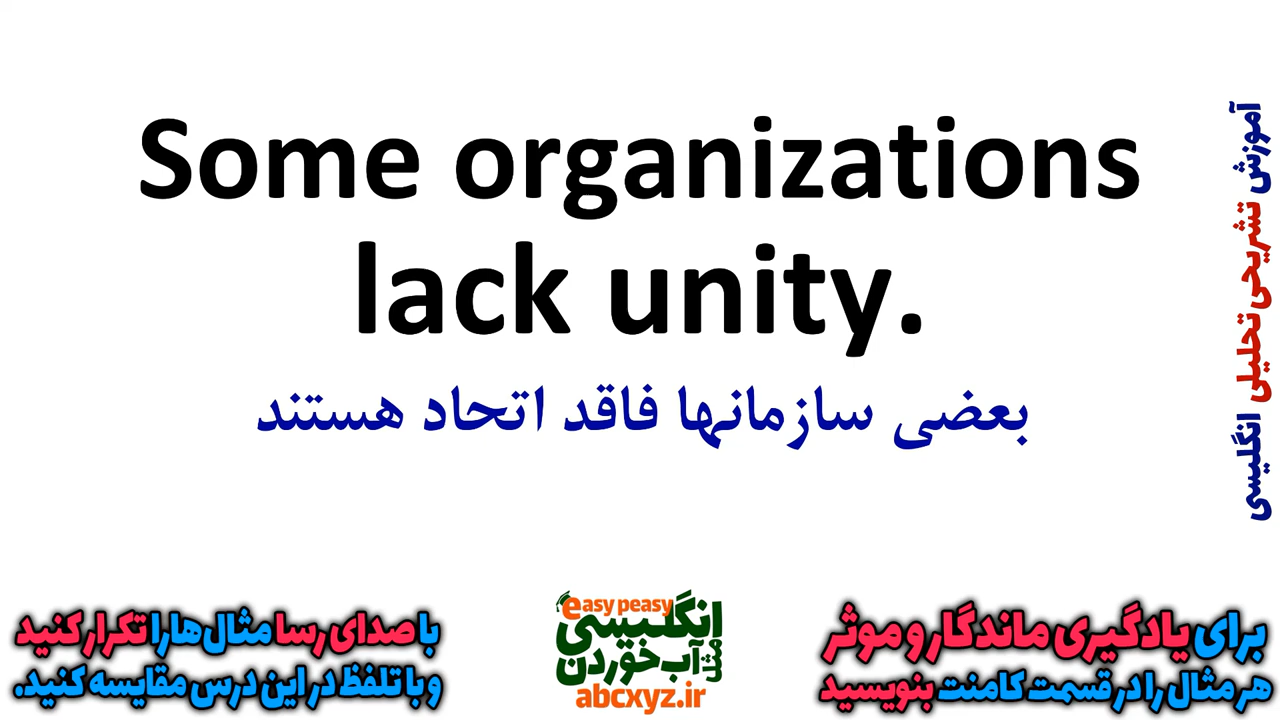 Some organizations
lack unity.
بعضی سازمانها فاقد اتحاد هستند
آموزش تشریحی تحلیلی انگلیسی
برای یادگیری ماندگار و موثر
هر مثال را در قسمت کامنت بنویسید
easy peasy
انگلیسی
مثل آب خوردن
abcxyz.ir
با صدای رسا مثال‌ها را تکرار کنید
و با تلفظ در این درس مقایسه کنید.